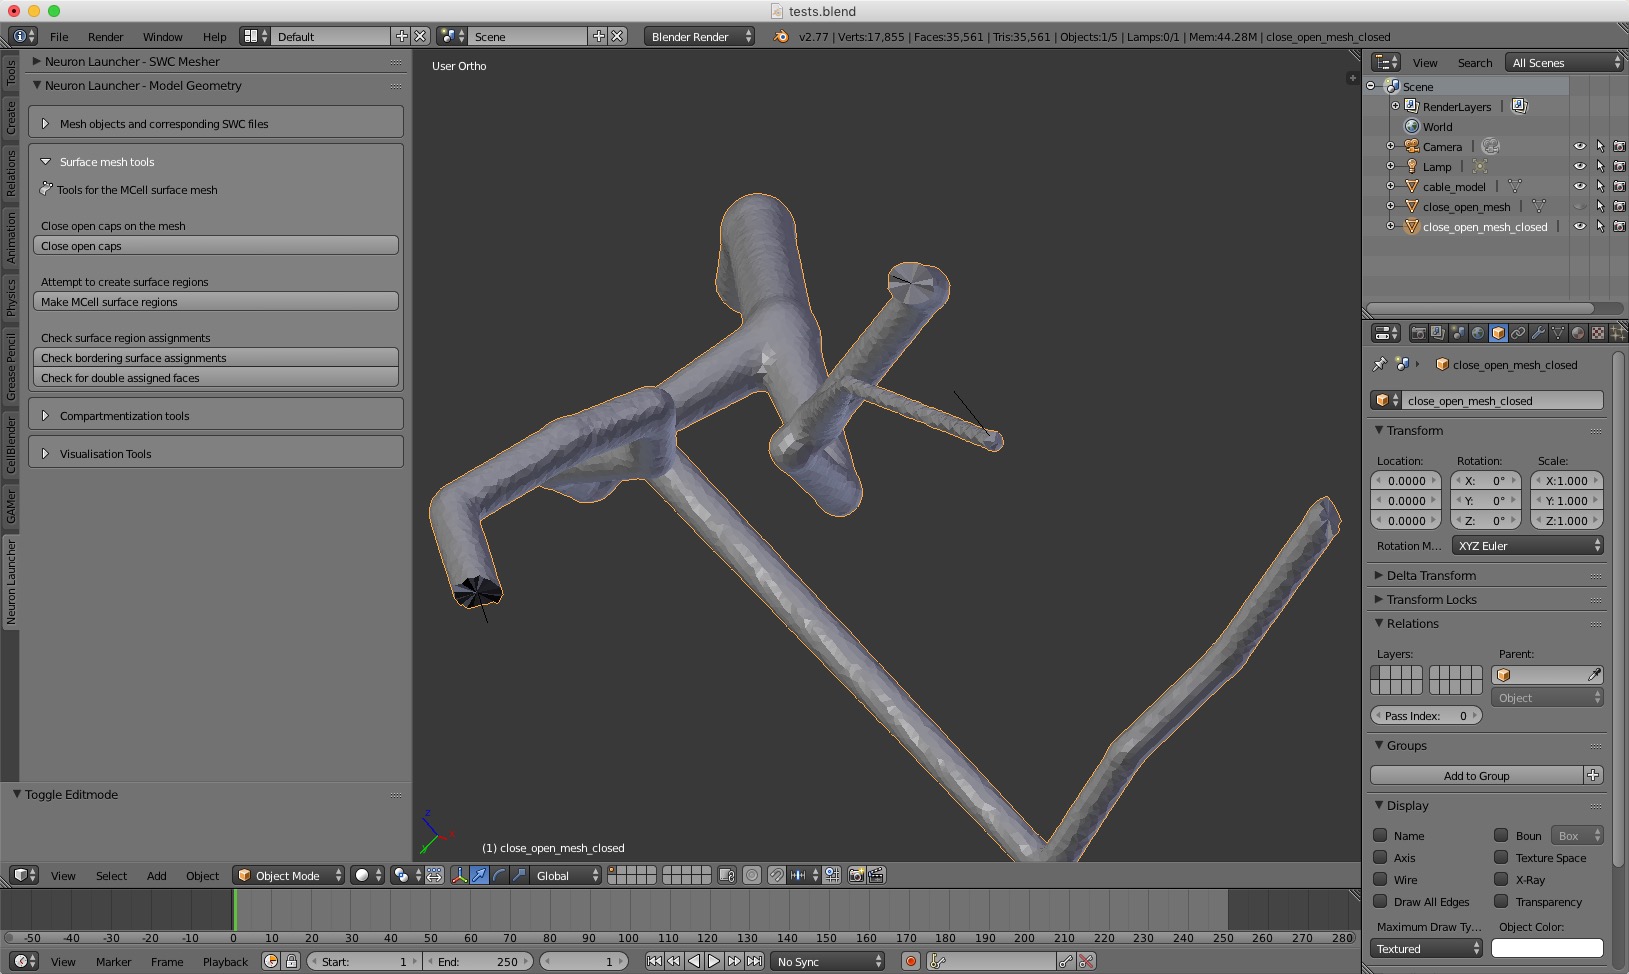 tests.blend
File Render Window Help Default Scene Blender Render v2.77 | Verts:17,855 | Faces:35,561 | Tris:35,561 | Objects:1/5 | Lamps:0/1 | Mem:44.28M | close_open_mesh_closed
Tools
Create
Relations
Animation
Physics
Grease Pencil
CellBlender
GAMer
Neuron Launcher
Neuron Launcher - SWC Mesher
Neuron Launcher - Model Geometry
Mesh objects and corresponding SWC files
Surface mesh tools
Tools for the MCell surface mesh
Close open caps on the mesh
Close open caps
Attempt to create surface regions
Make MCell surface regions
Check surface region assignments
Check bordering surface assignments
Check for double assigned faces
Compartmentization tools
Visualisation Tools
Toggle Editmode
User Ortho
(1) close_open_mesh_closed
View Select Add Object Object Mode Global
-50 -40 -30 -20 -10 0 10 20 30 40 50 60 70 80 90 100 110 120 130 140 150 160 170 180 190 200 210 220 230 240 250 260 270 280
View Marker Frame Playback Start: 1 End: 250 1 No Sync
View Search All Scenes
Scene
RenderLayers
World
Camera
Lamp
cable_model
close_open_mesh
close_open_mesh_closed
close_open_mesh_closed
close_open_mesh_closed
Transform
Location: Rotation: Scale:
0.0000 X: 0° X:1.000
0.0000 Y: 0° Y: 1.000
0.0000 Z: 0° Z:1.000
Rotation M... XYZ Euler
Delta Transform
Transform Locks
Relations
Layers: Parent:
Object
Pass Index: 0
Groups
Add to Group
Display
Name Boun Box
Axis Texture Space
Wire X-Ray
Draw All Edges Transparency
Maximum Draw Ty... Object Color:
Textured